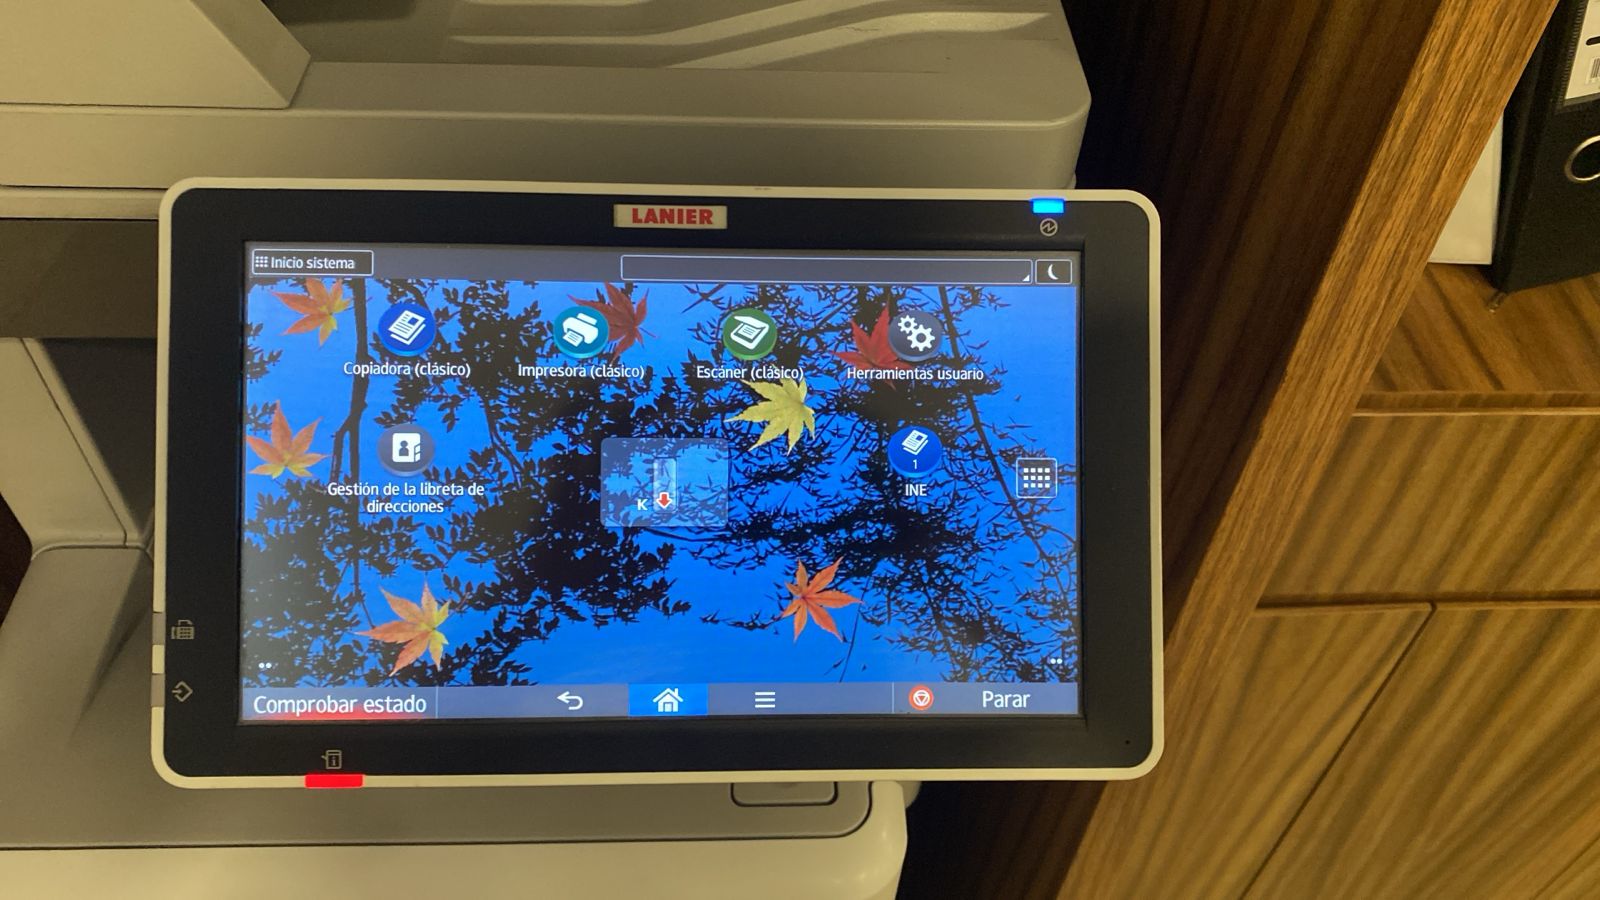 LANIER
Inicio sistema
Copiadora (clásico)
Impresora (clásico)
Escáner (clásico)
Herramientas usuario
Gestión de la libreta de
direcciones
K
1
INE
Comprobar estado
Parar